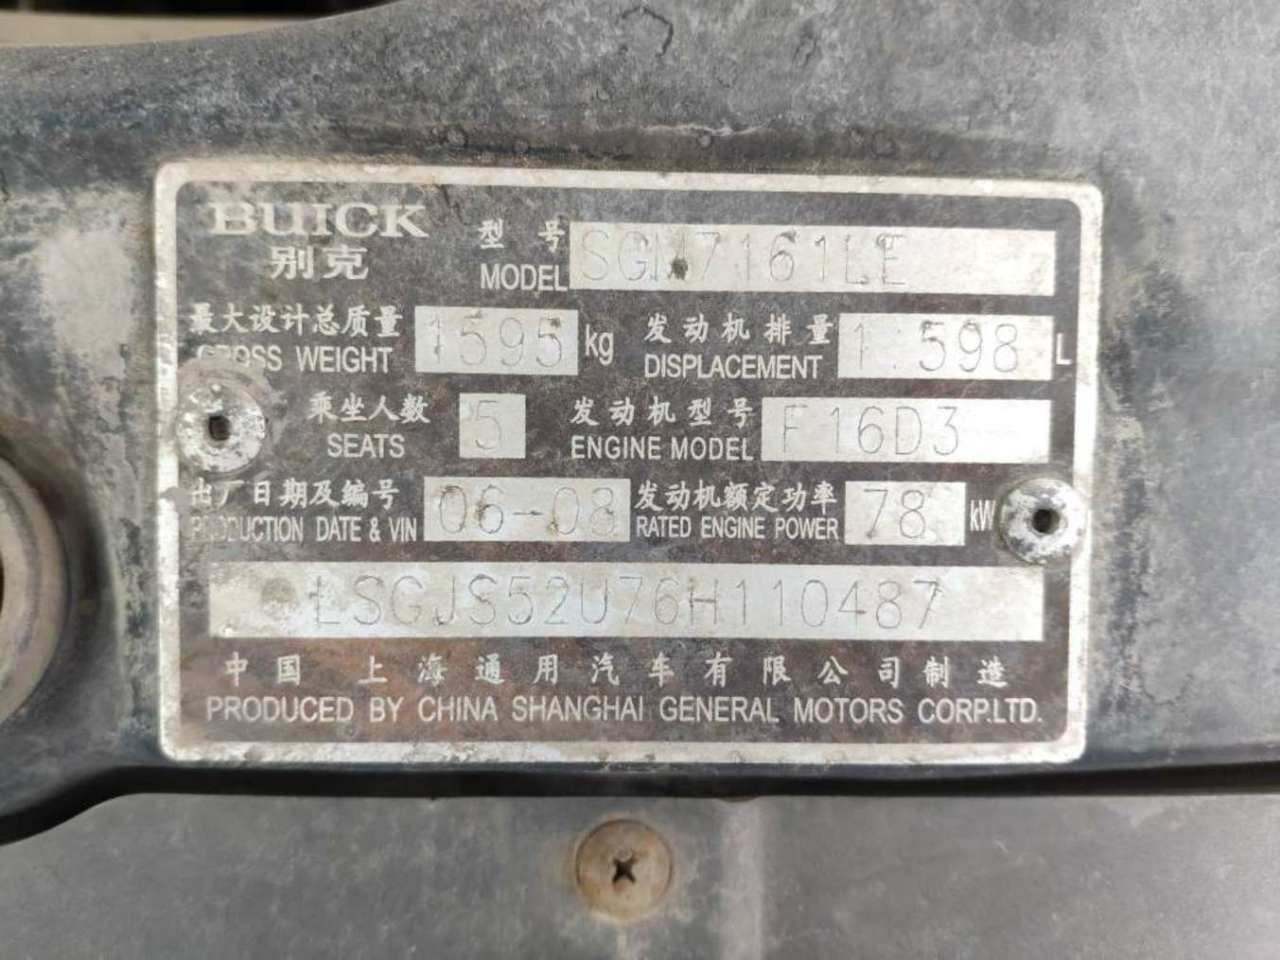 BUICK
别克
型号 SGM7161LE
MODEL
最大设计总质量 1595 kg
GROSS WEIGHT
发动机排量 1.598 L
DISPLACEMENT
乘坐人数 5
SEATS
发动机型号 F16D3
ENGINE MODEL
出厂日期及编号 06-08
PRODUCTION DATE & VIN
发动机额定功率 78 kW
RATED ENGINE POWER
LSGJS52U76H110487
中国 上海通用汽车有限公司制造
PRODUCED BY CHINA SHANGHAI GENERAL MOTORS CORP.LTD.